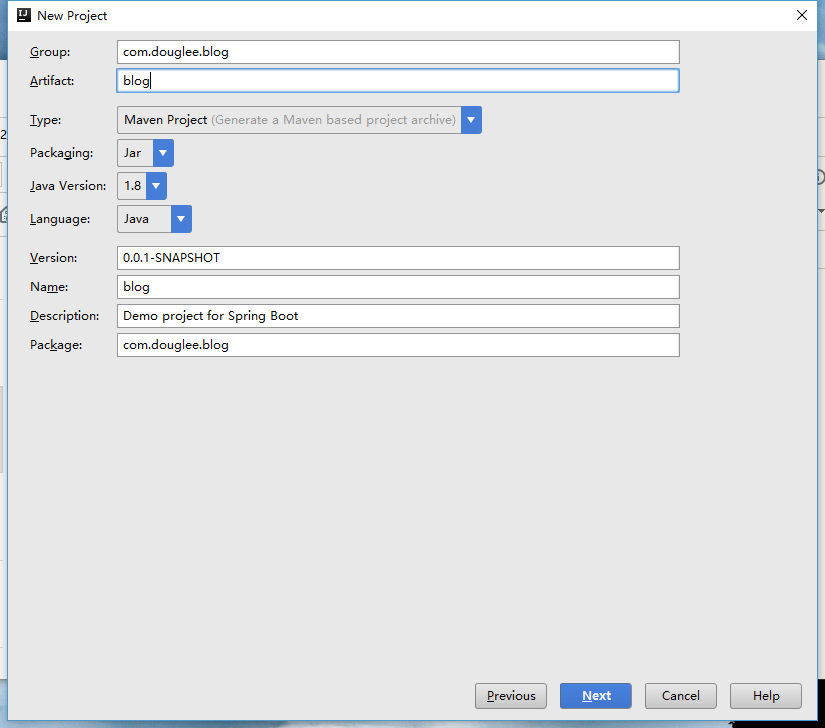 New Project
Group: com.douglee.blog
Artifact: blog
Type: Maven Project (Generate a Maven based project archive)
Packaging: Jar
Java Version: 1.8
Language: Java
Version: 0.0.1-SNAPSHOT
Name: blog
Description: Demo project for Spring Boot
Package: com.douglee.blog
Previous Next Cancel Help